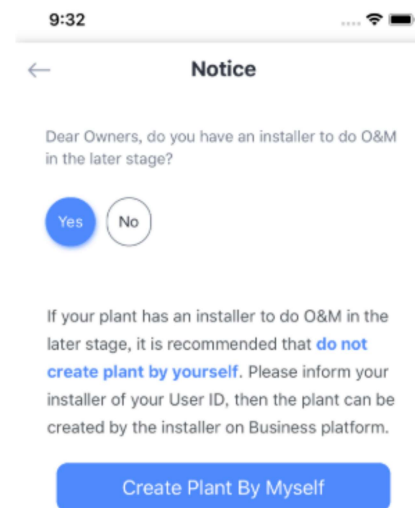 9:32
Notice
Dear Owners, do you have an installer to do O&M
in the later stage?
Yes No
If your plant has an installer to do O&M in the
later stage, it is recommended that do not
create plant by yourself. Please inform your
installer of your User ID, then the plant can be
created by the installer on Business platform.
Create Plant By Myself